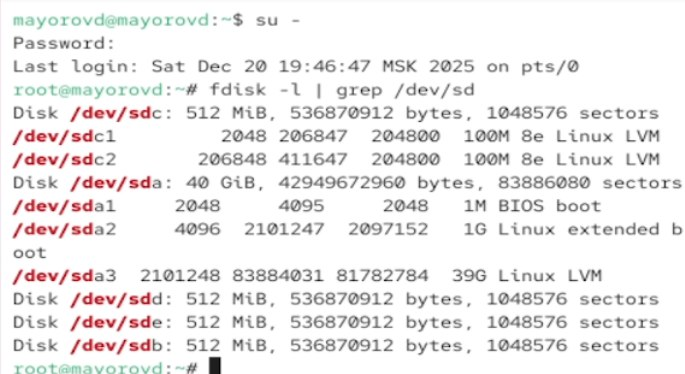 mayorovd@mayorovd:~$ su -
Password:
Last login: Sat Dec 20 19:46:47 MSK 2025 on pts/0
root@mayorovd:~# fdisk -l | grep /dev/sd
Disk /dev/sdc: 512 MiB, 536870912 bytes, 1048576 sectors
/dev/sdc1          2048 206847  204800  100M 8e Linux LVM
/dev/sdc2        206848 411647  204800  100M 8e Linux LVM
Disk /dev/sda: 40 GiB, 42949672960 bytes, 83886080 sectors
/dev/sda1     2048     4095     2048   1M BIOS boot
/dev/sda2     4096  2101247  2097152   1G Linux extended b
oot
/dev/sda3  2101248 83884031 81782784  39G Linux LVM
Disk /dev/sdd: 512 MiB, 536870912 bytes, 1048576 sectors
Disk /dev/sde: 512 MiB, 536870912 bytes, 1048576 sectors
Disk /dev/sdb: 512 MiB, 536870912 bytes, 1048576 sectors
root@mayorovd:~#